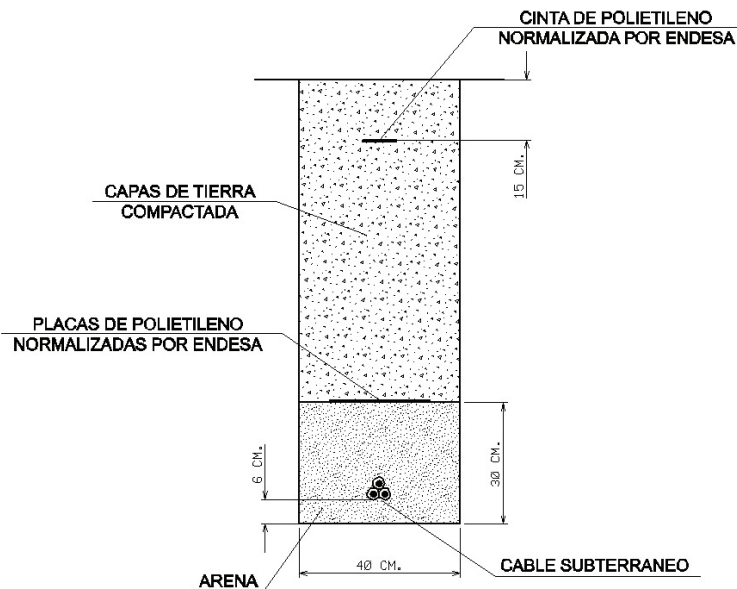 CINTA DE POLIETILENO
NORMALIZADA POR ENDESA
15 CM.
CAPAS DE TIERRA
COMPACTADA
PLACAS DE POLIETILENO
NORMALIZADAS POR ENDESA
6 CM.
30 CM.
40 CM.
CABLE SUBTERRANEO
ARENA